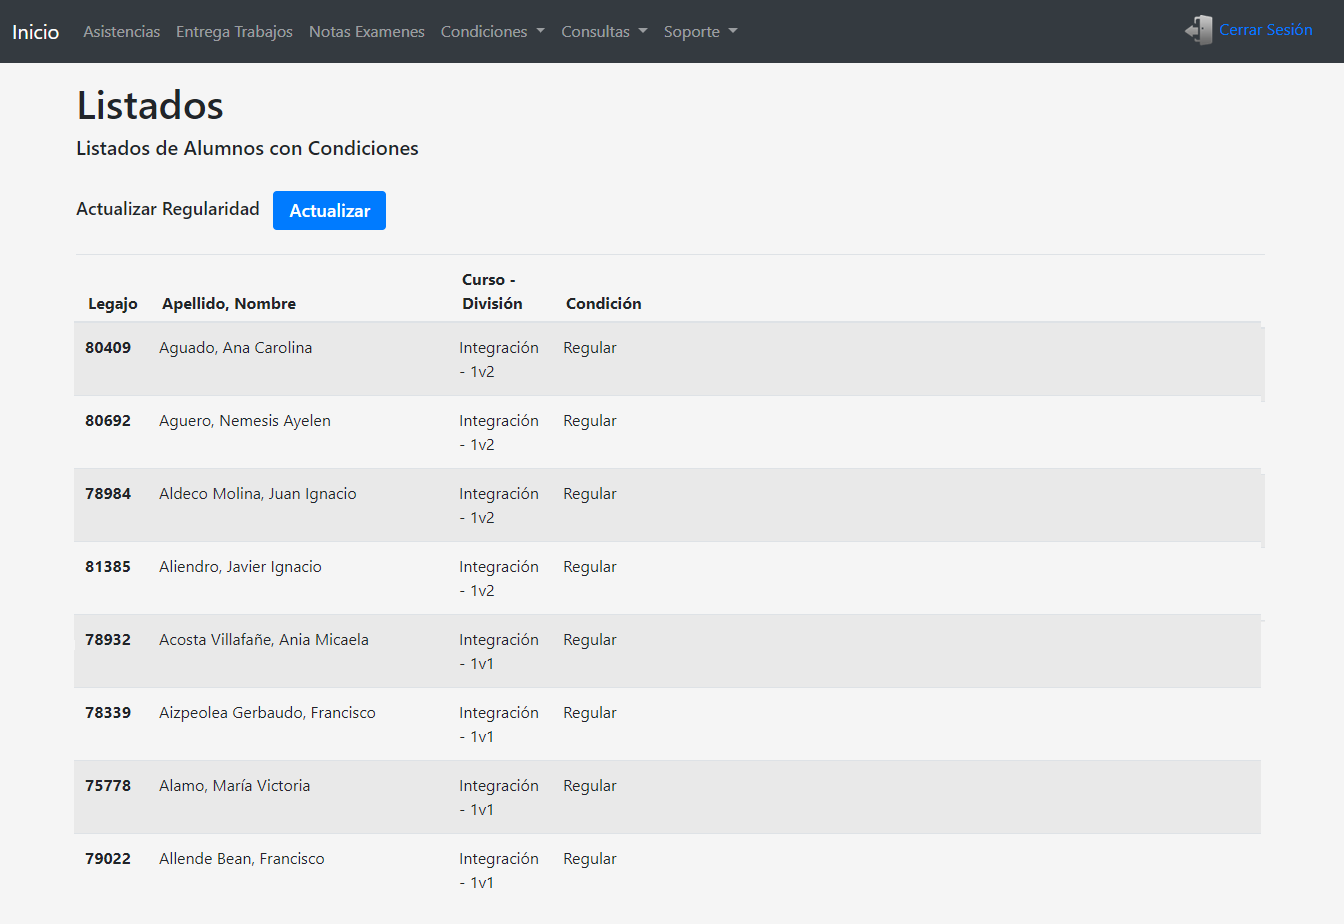 Inicio Asistencias Entrega Trabajos Notas Examenes Condiciones Consultas Soporte Cerrar Sesión
Listados
Listados de Alumnos con Condiciones
Actualizar Regularidad Actualizar
Curso -
Legajo Apellido, Nombre División Condición
80409 Aguado, Ana Carolina Integración Regular
- 1v2
80692 Aguero, Nemesis Ayelen Integración Regular
- 1v2
78984 Aldeco Molina, Juan Ignacio Integración Regular
- 1v2
81385 Aliendro, Javier Ignacio Integración Regular
- 1v2
78932 Acosta Villafañe, Ania Micaela Integración Regular
- 1v1
78339 Aizpeolea Gerbaudo, Francisco Integración Regular
- 1v1
75778 Alamo, María Victoria Integración Regular
- 1v1
79022 Allende Bean, Francisco Integración Regular
- 1v1